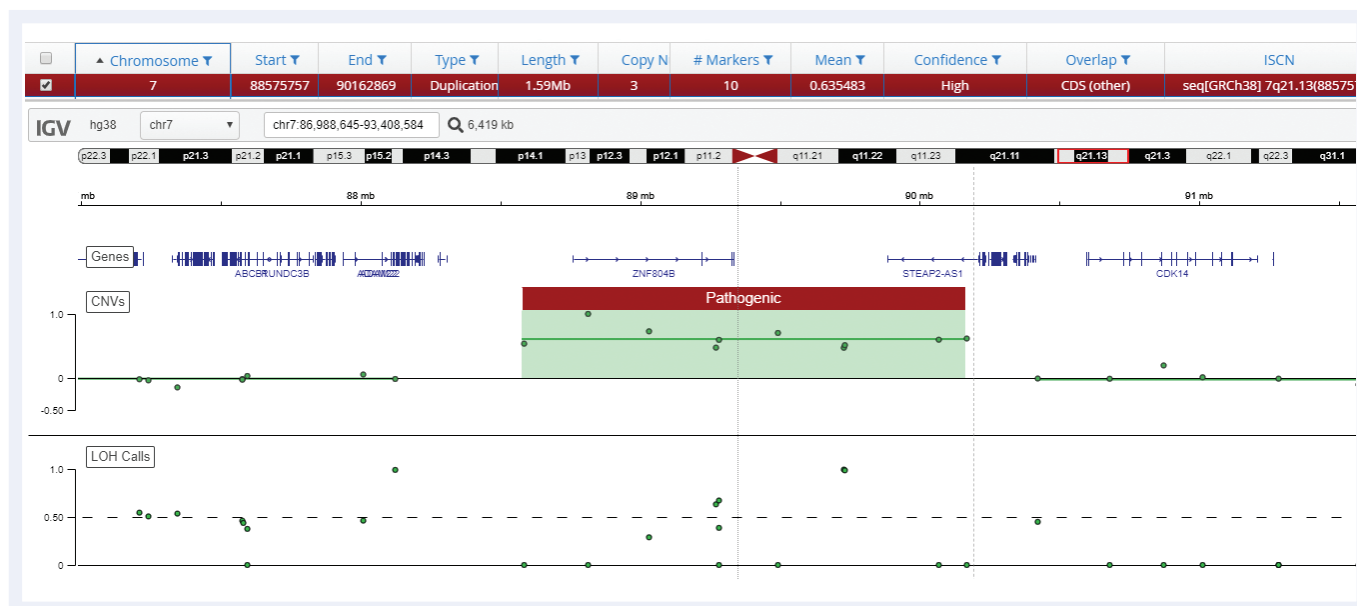 Chromosome Start End Type Length Copy N # Markers Mean Confidence Overlap ISCN
7 88575757 90162869 Duplication 1.59Mb 3 10 0.635483 High CDS (other) seq[GRCh38] 7q21.13(88575
IGV hg38 chr7 chr7:86,988,645-93,408,584 6,419 kb
p22.3 p22.1 p21.3 p21.2 p21.1 p15.3 p15.2 p14.3 p14.1 p13 p12.3 p12.1 p11.2 q11.21 q11.22 q11.23 q21.11 q21.13 q21.3 q22.1 q22.3 q31.1
mb 88 mb 89 mb 90 mb 91 mb
Genes
RUNDC3B ZNF804B STEAP2-AS1 CDK14
CNVs
Pathogenic
1.0
0
-0.50
LOH Calls
1.0
0.50
0